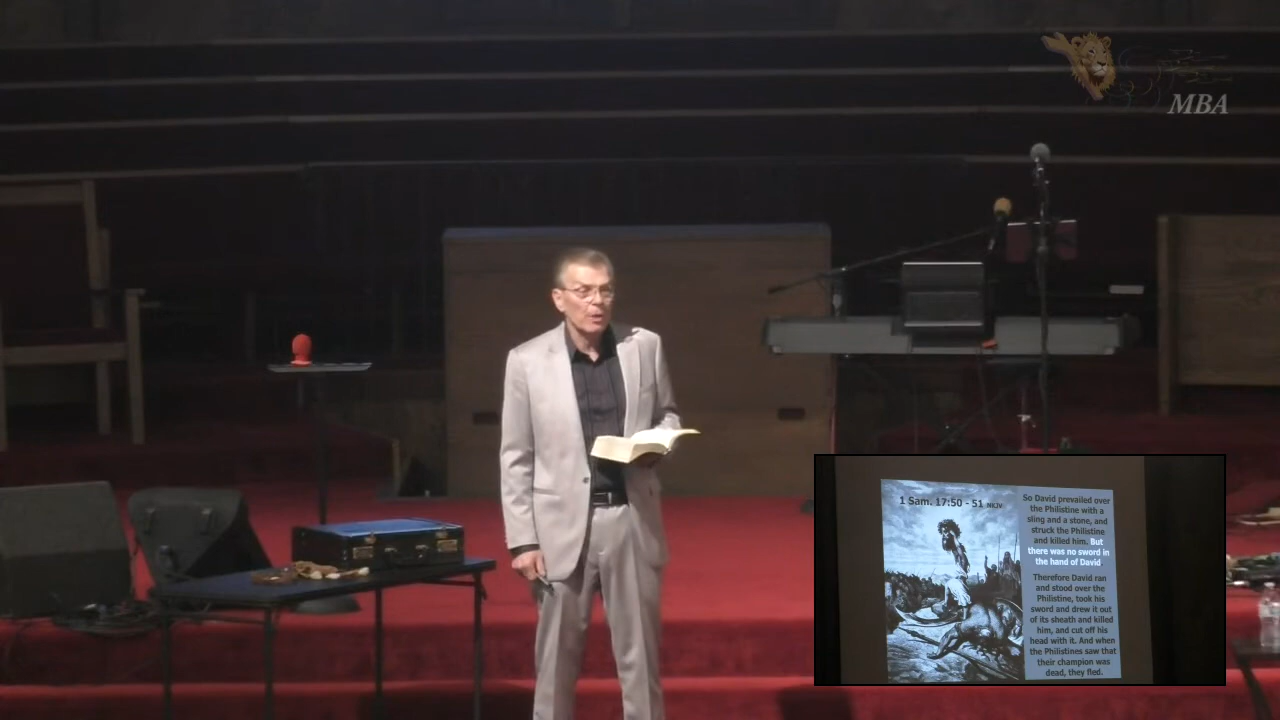 MBA
1 Sam. 17:50 - 51 NKJV
So David prevailed over
the Philistine with a
sling and a stone, and
struck the Philistine
and killed him. But
there was no sword in
the hand of David.
Therefore David ran
and stood over the
Philistine, took his
sword and drew it out
of its sheath and killed
him, and cut off his
head with it. And when
the Philistines saw that
their champion was
dead, they fled.